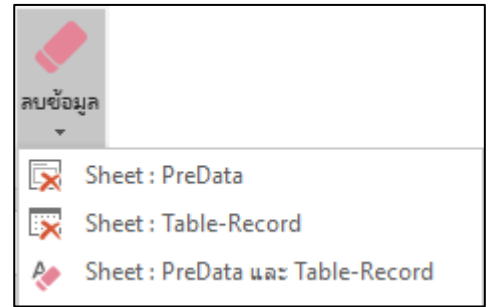 ลบข้อมูล
Sheet : PreData
Sheet : Table-Record
Sheet : PreData และ Table-Record